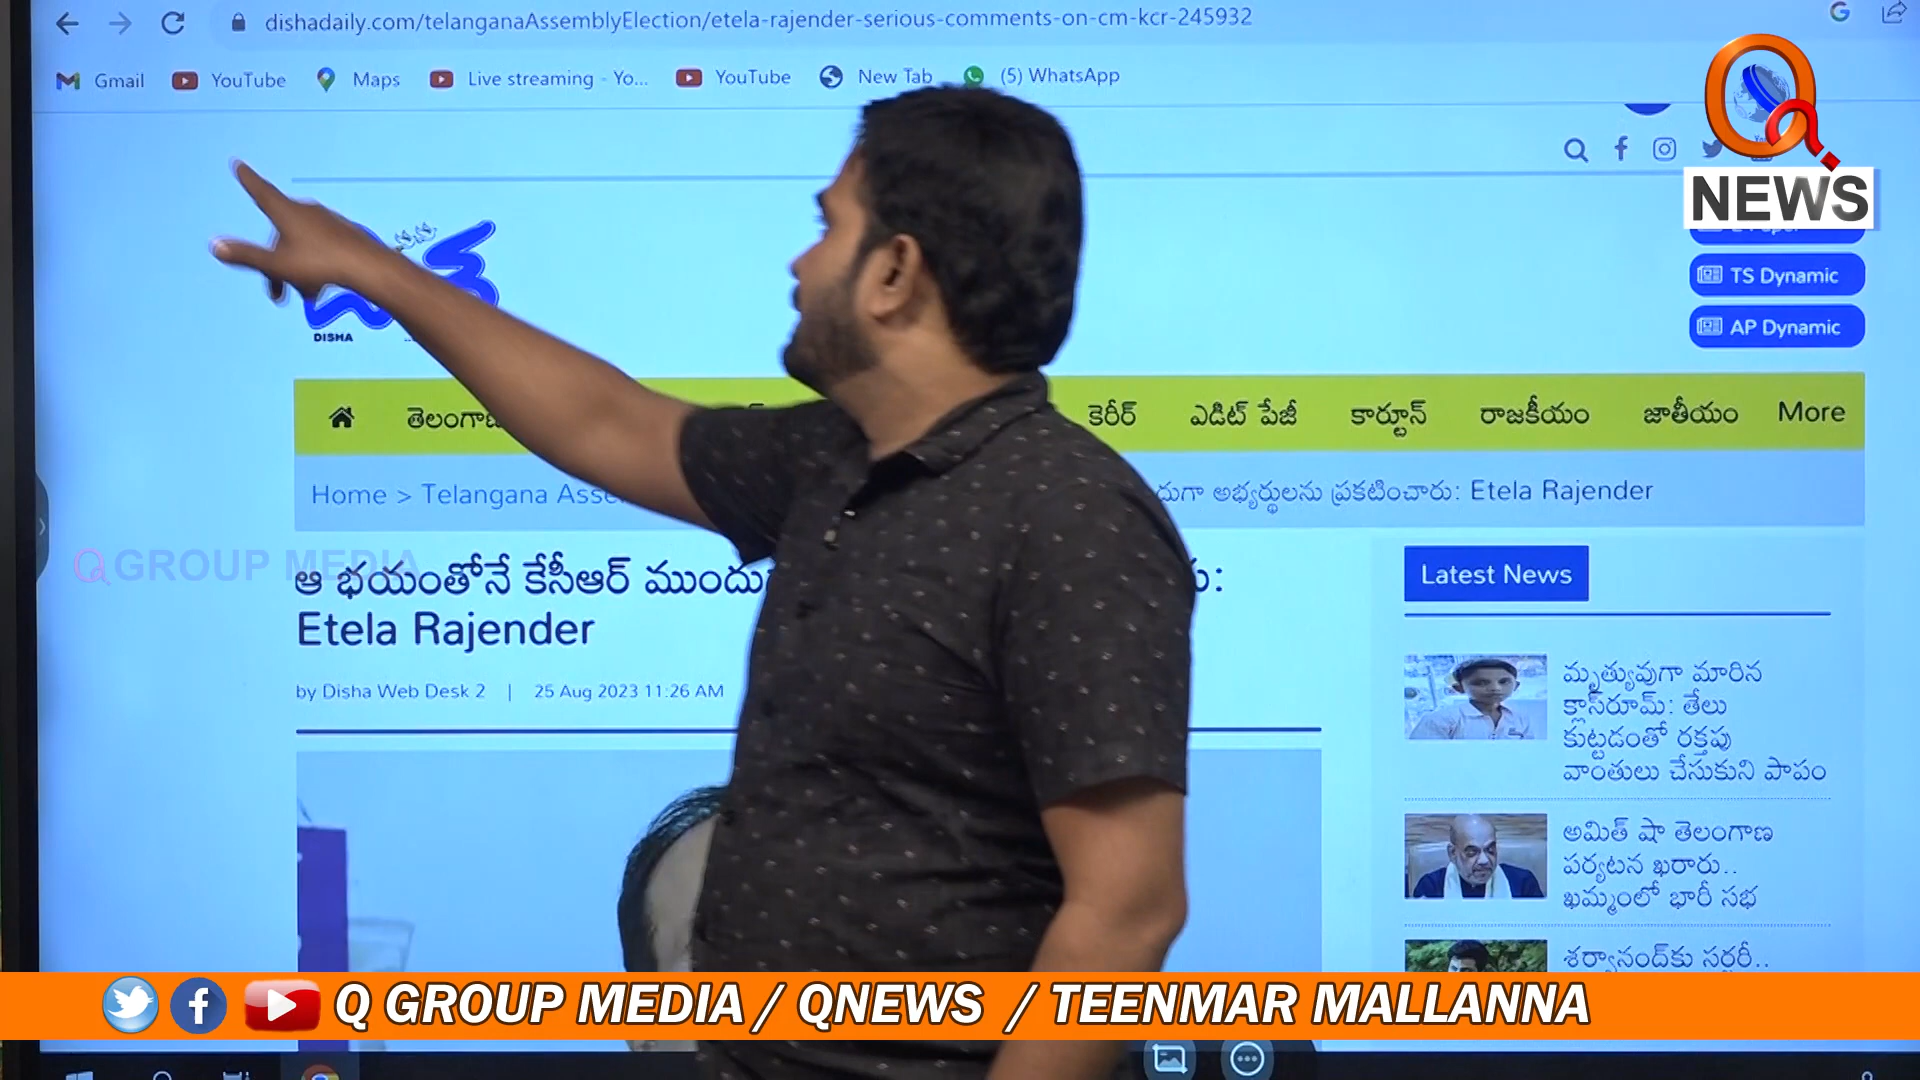 dishadaily.com/telanganaAssemblyElection/etela-rajender-serious-comments-on-cm-kcr-245932
Gmail YouTube Maps Live streaming - Yo... YouTube New Tab (5) WhatsApp
NEWS
TS Dynamic
AP Dynamic
DISHA
తెలంగాణ కెరీర్ ఎడిట్ పేజీ కార్టూన్ రాజకీయం జాతీయం More
Home > Telangana అభ్యర్థులను ప్రకటించారు: Etela Rajender
Q GROUP MEDIA
ఆ భయంతోనే కేసీఆర్
Etela Rajender
by Disha Web Desk 2 | 25 Aug 2023 11:26 AM
Latest News
మృత్యువుగా మారిన
క్లాస్‌రూమ్: తేలు
కుట్టడంతో రక్తపు
వాంతులు చేసుకుని పాపం
అమిత్ షా తెలంగాణ
పర్యటన ఖరారు..
ఖమ్మంలో భారీ సభ
శర్వానంద్‌కు సర్జరీ..
Q GROUP MEDIA / QNEWS / TEENMAR MALLANNA